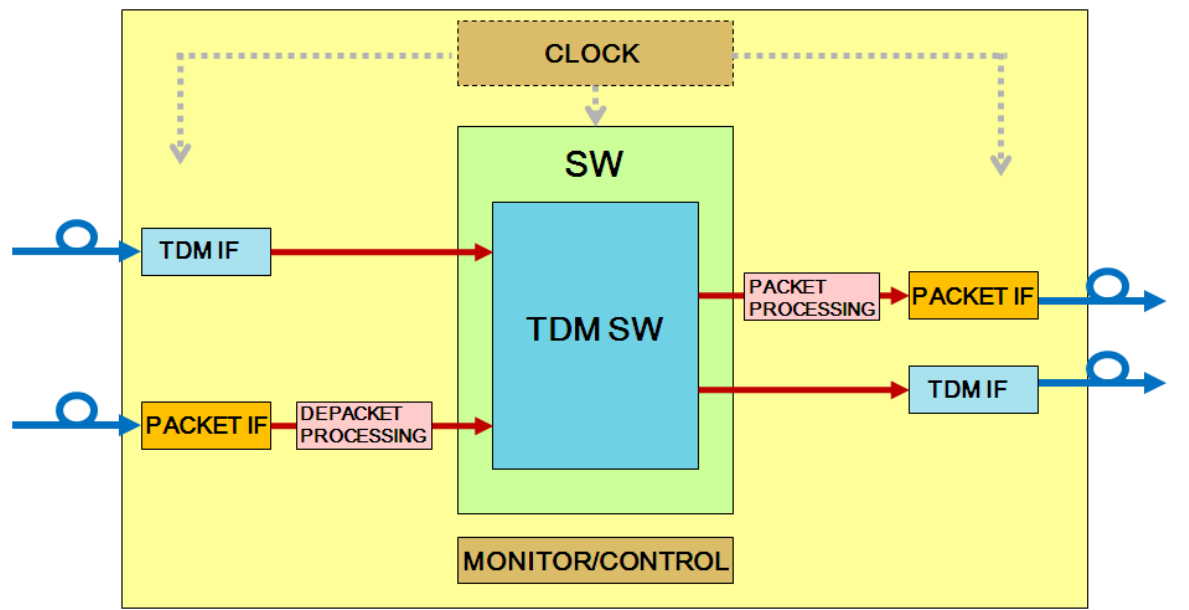 CLOCK
SW
TDM IF
TDM SW
PACKET
PROCESSING
PACKET IF
TDM IF
PACKET IF
DEPACKET
PROCESSING
MONITOR/CONTROL